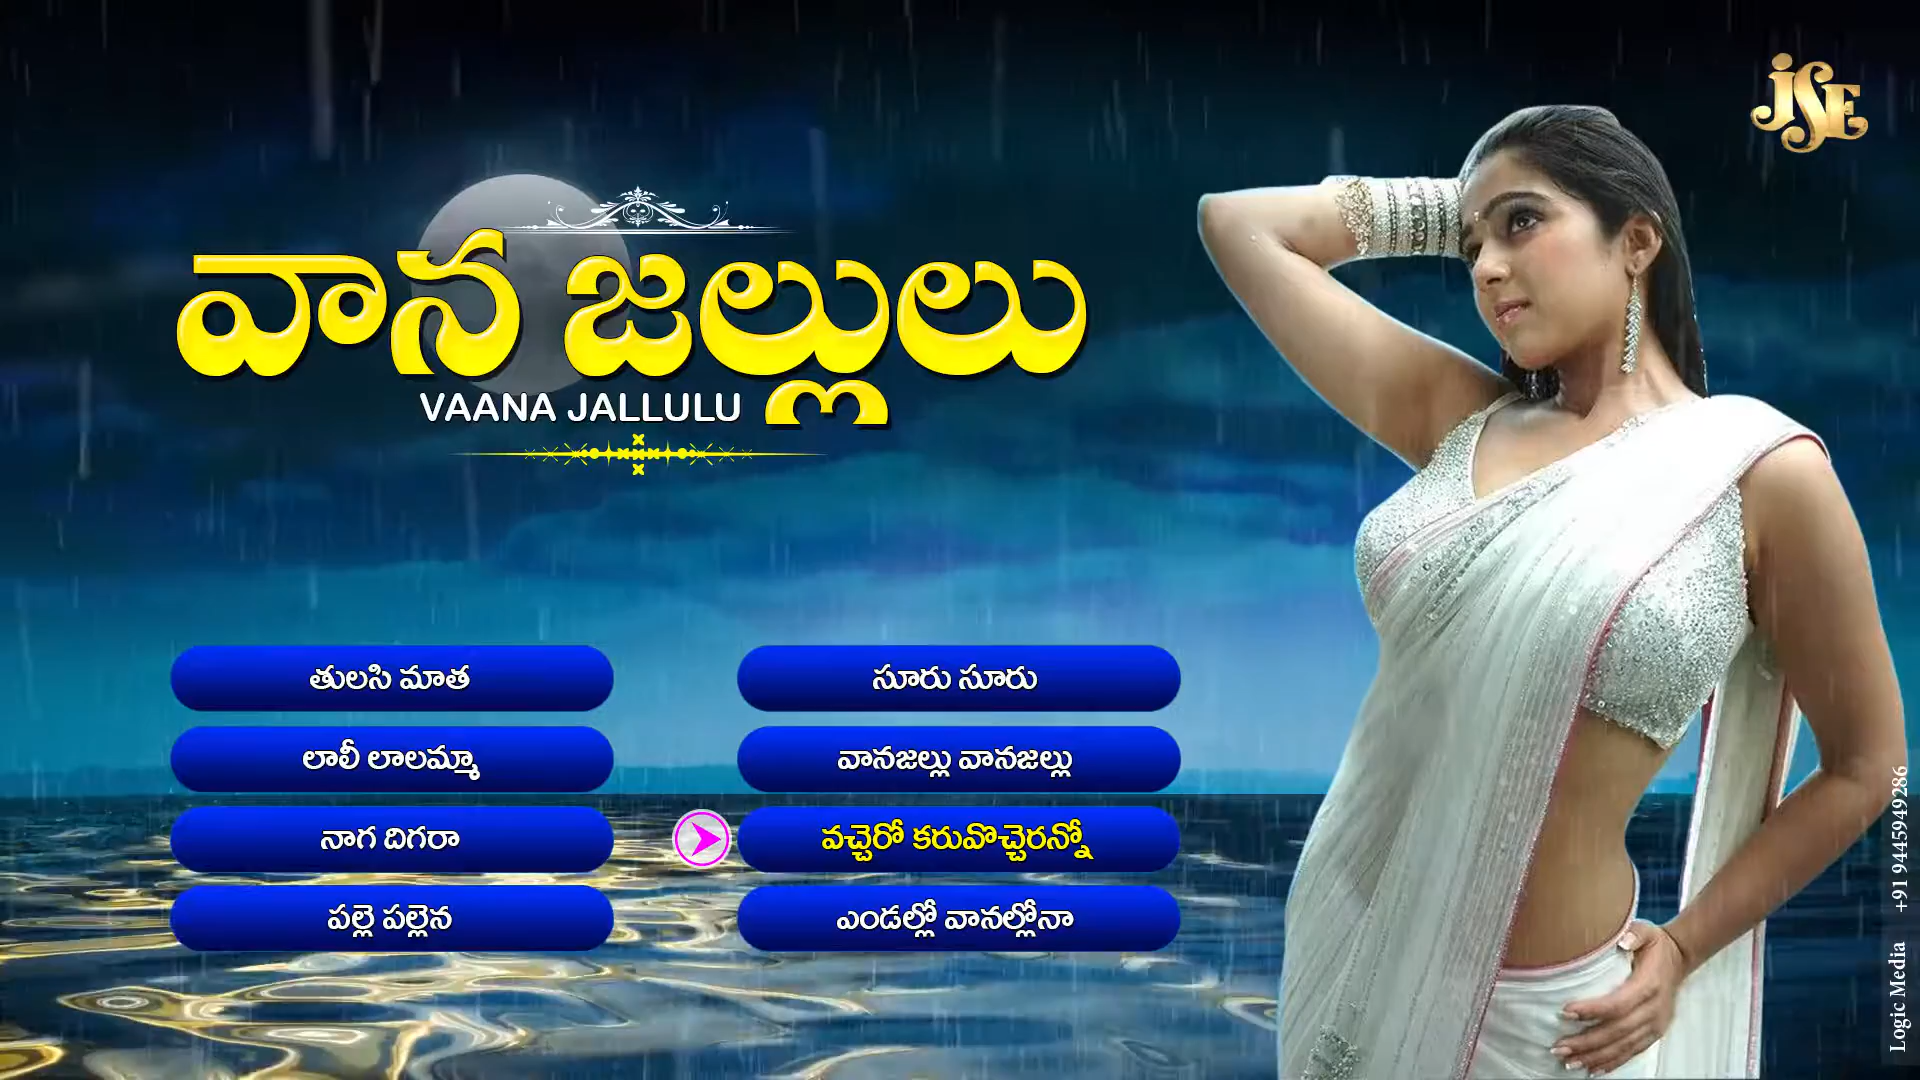 JSE
వాన జల్లులు
VAANA JALLULU
తులసి మాత
లాలీ లాలమ్మా
నాగ దిగరా
పల్లె పల్లెన
సూరు సూరు
వానజల్లు వానజల్లు
వచ్చెరో కరువొచ్చెరన్నో
ఎండల్లో వానల్లోనా
Logic Media +91 9445949286